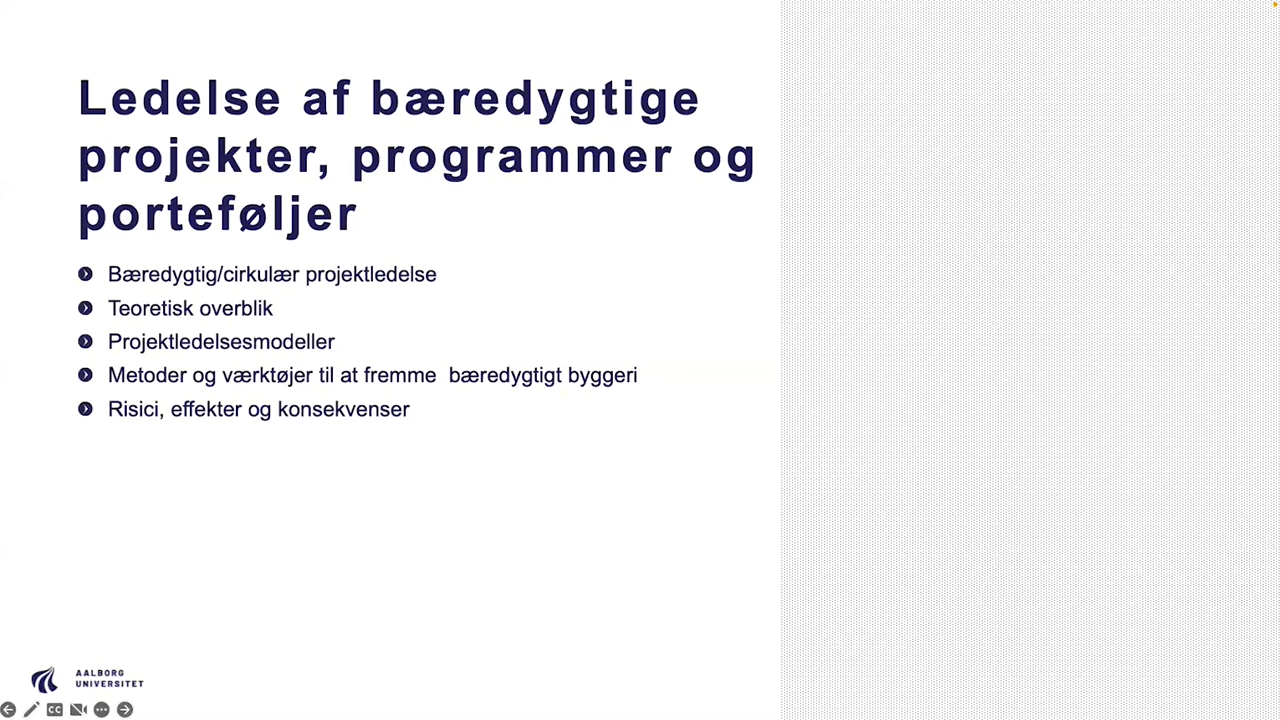 Ledelse af bæredygtige
projekter, programmer og
porteføljer
Bæredygtig/cirkulær projektledelse
Teoretisk overblik
Projektledelsesmodeller
Metoder og værktøjer til at fremme  bæredygtigt byggeri
Risici, effekter og konsekvenser
AALBORG
UNIVERSITET
CC